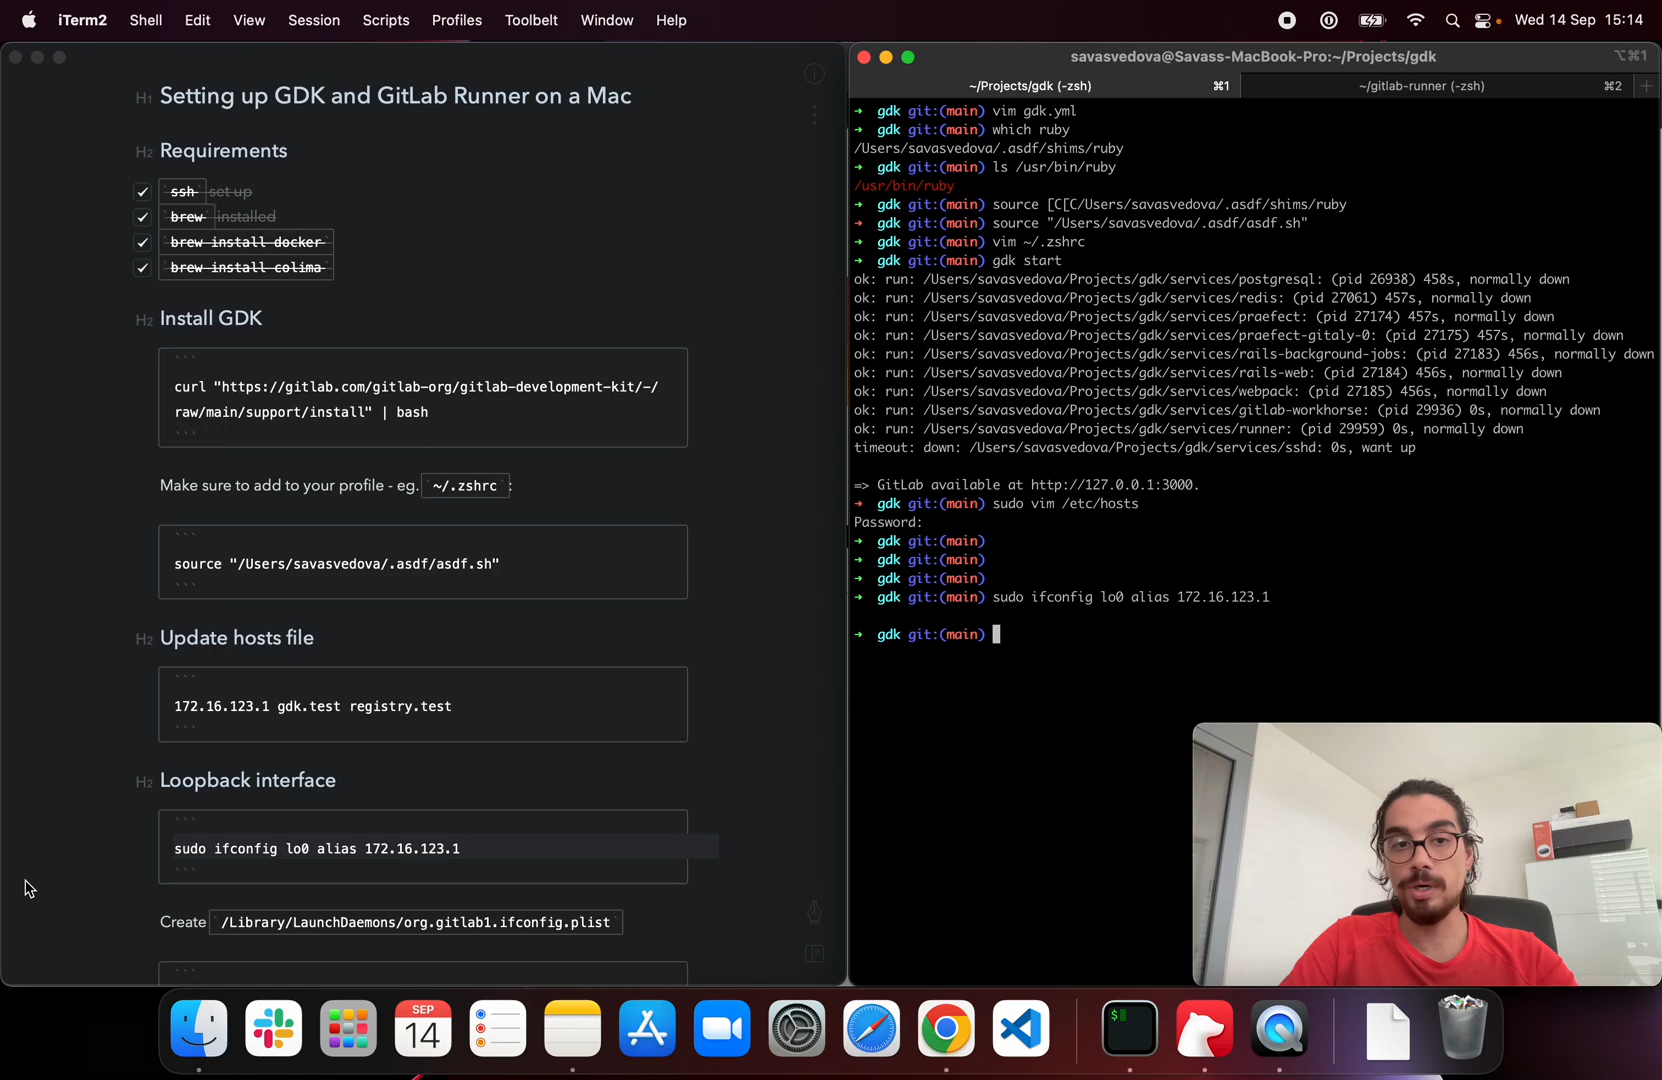 iTerm2 Shell Edit View Session Scripts Profiles Toolbelt Window Help
Wed 14 Sep 15:14
H1 Setting up GDK and GitLab Runner on a Mac
H2 Requirements
`ssh` set up
`brew` installed
`brew install docker`
`brew install colima`
H2 Install GDK
```
curl "https://gitlab.com/gitlab-org/gitlab-development-kit/-/
raw/main/support/install" | bash
```
Make sure to add to your profile - eg. `~/.zshrc`:
```
source "/Users/savasvedova/.asdf/asdf.sh"
```
H2 Update hosts file
```
172.16.123.1 gdk.test registry.test
```
H2 Loopback interface
```
sudo ifconfig lo0 alias 172.16.123.1
```
Create `/Library/LaunchDaemons/org.gitlab1.ifconfig.plist`
```
savasvedova@Savass-MacBook-Pro:~/Projects/gdk ⌥⌘1
~/Projects/gdk (-zsh) ⌘1 ~/gitlab-runner (-zsh) ⌘2 +
→ gdk git:(main) vim gdk.yml
→ gdk git:(main) which ruby
/Users/savasvedova/.asdf/shims/ruby
→ gdk git:(main) ls /usr/bin/ruby
/usr/bin/ruby
→ gdk git:(main) source [C[C/Users/savasvedova/.asdf/shims/ruby
→ gdk git:(main) source "/Users/savasvedova/.asdf/asdf.sh"
→ gdk git:(main) vim ~/.zshrc
→ gdk git:(main) gdk start
ok: run: /Users/savasvedova/Projects/gdk/services/postgresql: (pid 26938) 458s, normally down
ok: run: /Users/savasvedova/Projects/gdk/services/redis: (pid 27061) 457s, normally down
ok: run: /Users/savasvedova/Projects/gdk/services/praefect: (pid 27174) 457s, normally down
ok: run: /Users/savasvedova/Projects/gdk/services/praefect-gitaly-0: (pid 27175) 457s, normally down
ok: run: /Users/savasvedova/Projects/gdk/services/rails-background-jobs: (pid 27183) 456s, normally down
ok: run: /Users/savasvedova/Projects/gdk/services/rails-web: (pid 27184) 456s, normally down
ok: run: /Users/savasvedova/Projects/gdk/services/webpack: (pid 27185) 456s, normally down
ok: run: /Users/savasvedova/Projects/gdk/services/gitlab-workhorse: (pid 29936) 0s, normally down
ok: run: /Users/savasvedova/Projects/gdk/services/runner: (pid 29959) 0s, normally down
timeout: down: /Users/savasvedova/Projects/gdk/services/sshd: 0s, want up
=> GitLab available at http://127.0.0.1:3000.
→ gdk git:(main) sudo vim /etc/hosts
Password:
→ gdk git:(main)
→ gdk git:(main)
→ gdk git:(main)
→ gdk git:(main) sudo ifconfig lo0 alias 172.16.123.1
→ gdk git:(main)
SEP
14
$